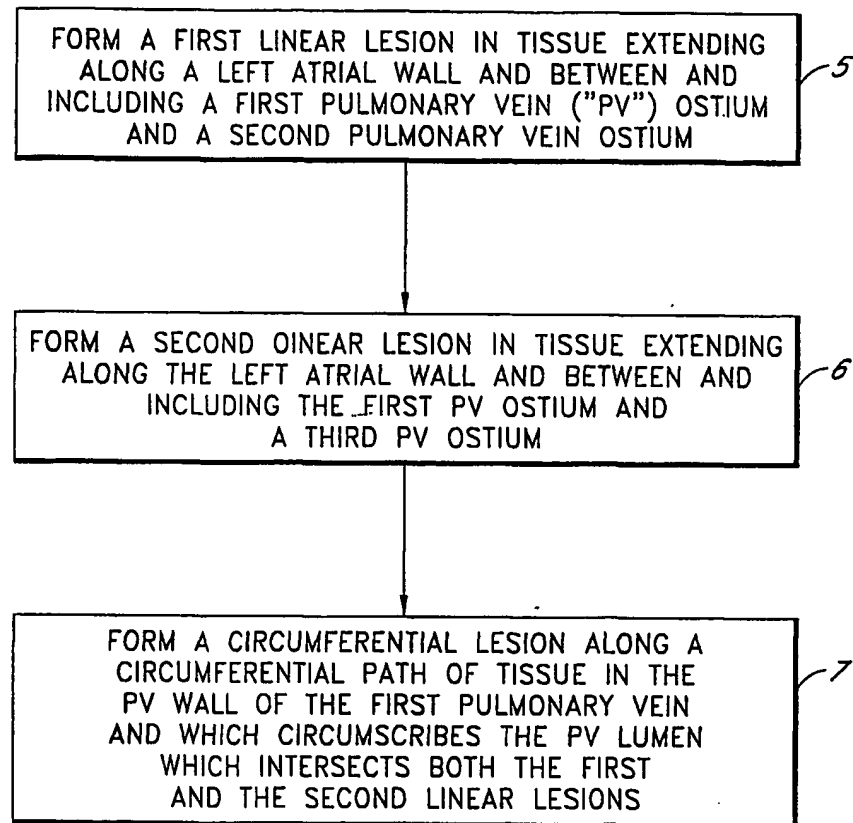 FORM A FIRST LINEAR LESION IN TISSUE EXTENDING
ALONG A LEFT ATRIAL WALL AND BETWEEN AND
INCLUDING A FIRST PULMONARY VEIN ("PV") OSTIUM
AND A SECOND PULMONARY VEIN OSTIUM
5
FORM A SECOND OINEAR LESION IN TISSUE EXTENDING
ALONG THE LEFT ATRIAL WALL AND BETWEEN AND
INCLUDING THE FIRST PV OSTIUM AND
A THIRD PV OSTIUM
6
FORM A CIRCUMFERENTIAL LESION ALONG A
CIRCUMFERENTIAL PATH OF TISSUE IN THE
PV WALL OF THE FIRST PULMONARY VEIN
AND WHICH CIRCUMSCRIBES THE PV LUMEN
WHICH INTERSECTS BOTH THE FIRST
AND THE SECOND LINEAR LESIONS
7